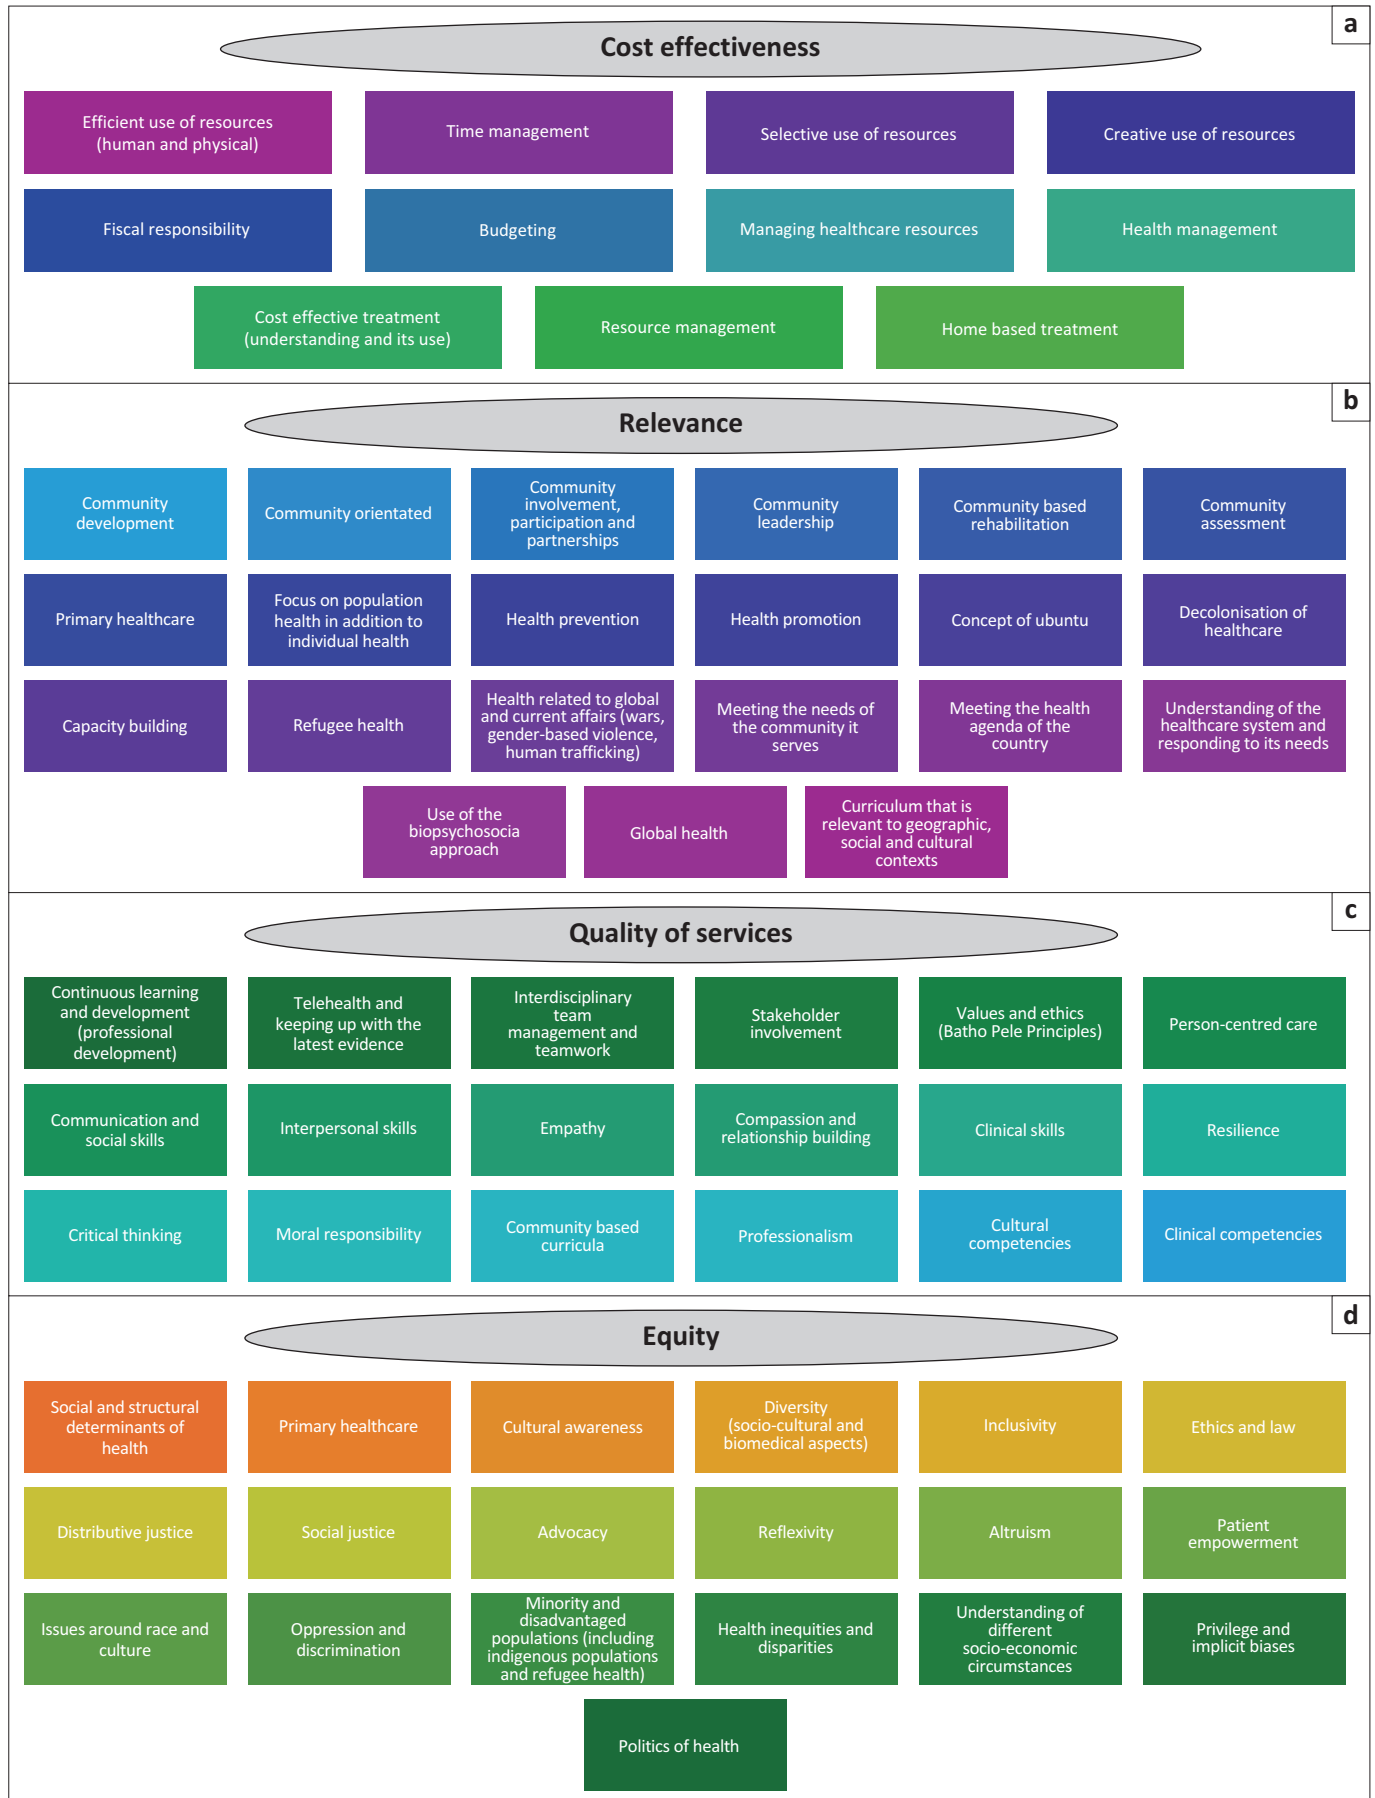 a
Cost effectiveness
Efficient use of resources
(human and physical)
Time management
Selective use of resources
Creative use of resources
Fiscal responsibility
Budgeting
Managing healthcare resources
Health management
Cost effective treatment
(understanding and its use)
Resource management
Home based treatment
b
Relevance
Community
development
Community orientated
Community
involvement,
participation and
partnerships
Community
leadership
Community based
rehabilitation
Community
assessment
Primary healthcare
Focus on population
health in addition to
individual health
Health prevention
Health promotion
Concept of ubuntu
Decolonisation of
healthcare
Capacity building
Refugee health
Health related to global
and current affairs (wars,
gender-based violence,
human trafficking)
Meeting the needs of
the community it
serves
Meeting the health
agenda of the
country
Understanding of the
healthcare system and
responding to its needs
Use of the
biopsychosocia
approach
Global health
Curriculum that is
relevant to geographic,
social and cultural
contexts
c
Quality of services
Continuous learning
and development
(professional
development)
Telehealth and
keeping up with the
latest evidence
Interdisciplinary
team
management and
teamwork
Stakeholder
involvement
Values and ethics
(Batho Pele Principles)
Person-centred care
Communication and
social skills
Interpersonal skills
Empathy
Compassion and
relationship building
Clinical skills
Resilience
Critical thinking
Moral responsibility
Community based
curricula
Professionalism
Cultural
competencies
Clinical competencies
d
Equity
Social and structural
determinants of
health
Primary healthcare
Cultural awareness
Diversity
(socio-cultural and
biomedical aspects)
Inclusivity
Ethics and law
Distributive justice
Social justice
Advocacy
Reflexivity
Altruism
Patient
empowerment
Issues around race and
culture
Oppression and
discrimination
Minority and
disadvantaged
populations (including
indigenous populations
and refugee health)
Health inequities and
disparities
Understanding of
different
socio-economic
circumstances
Privilege and
implicit biases
Politics of health